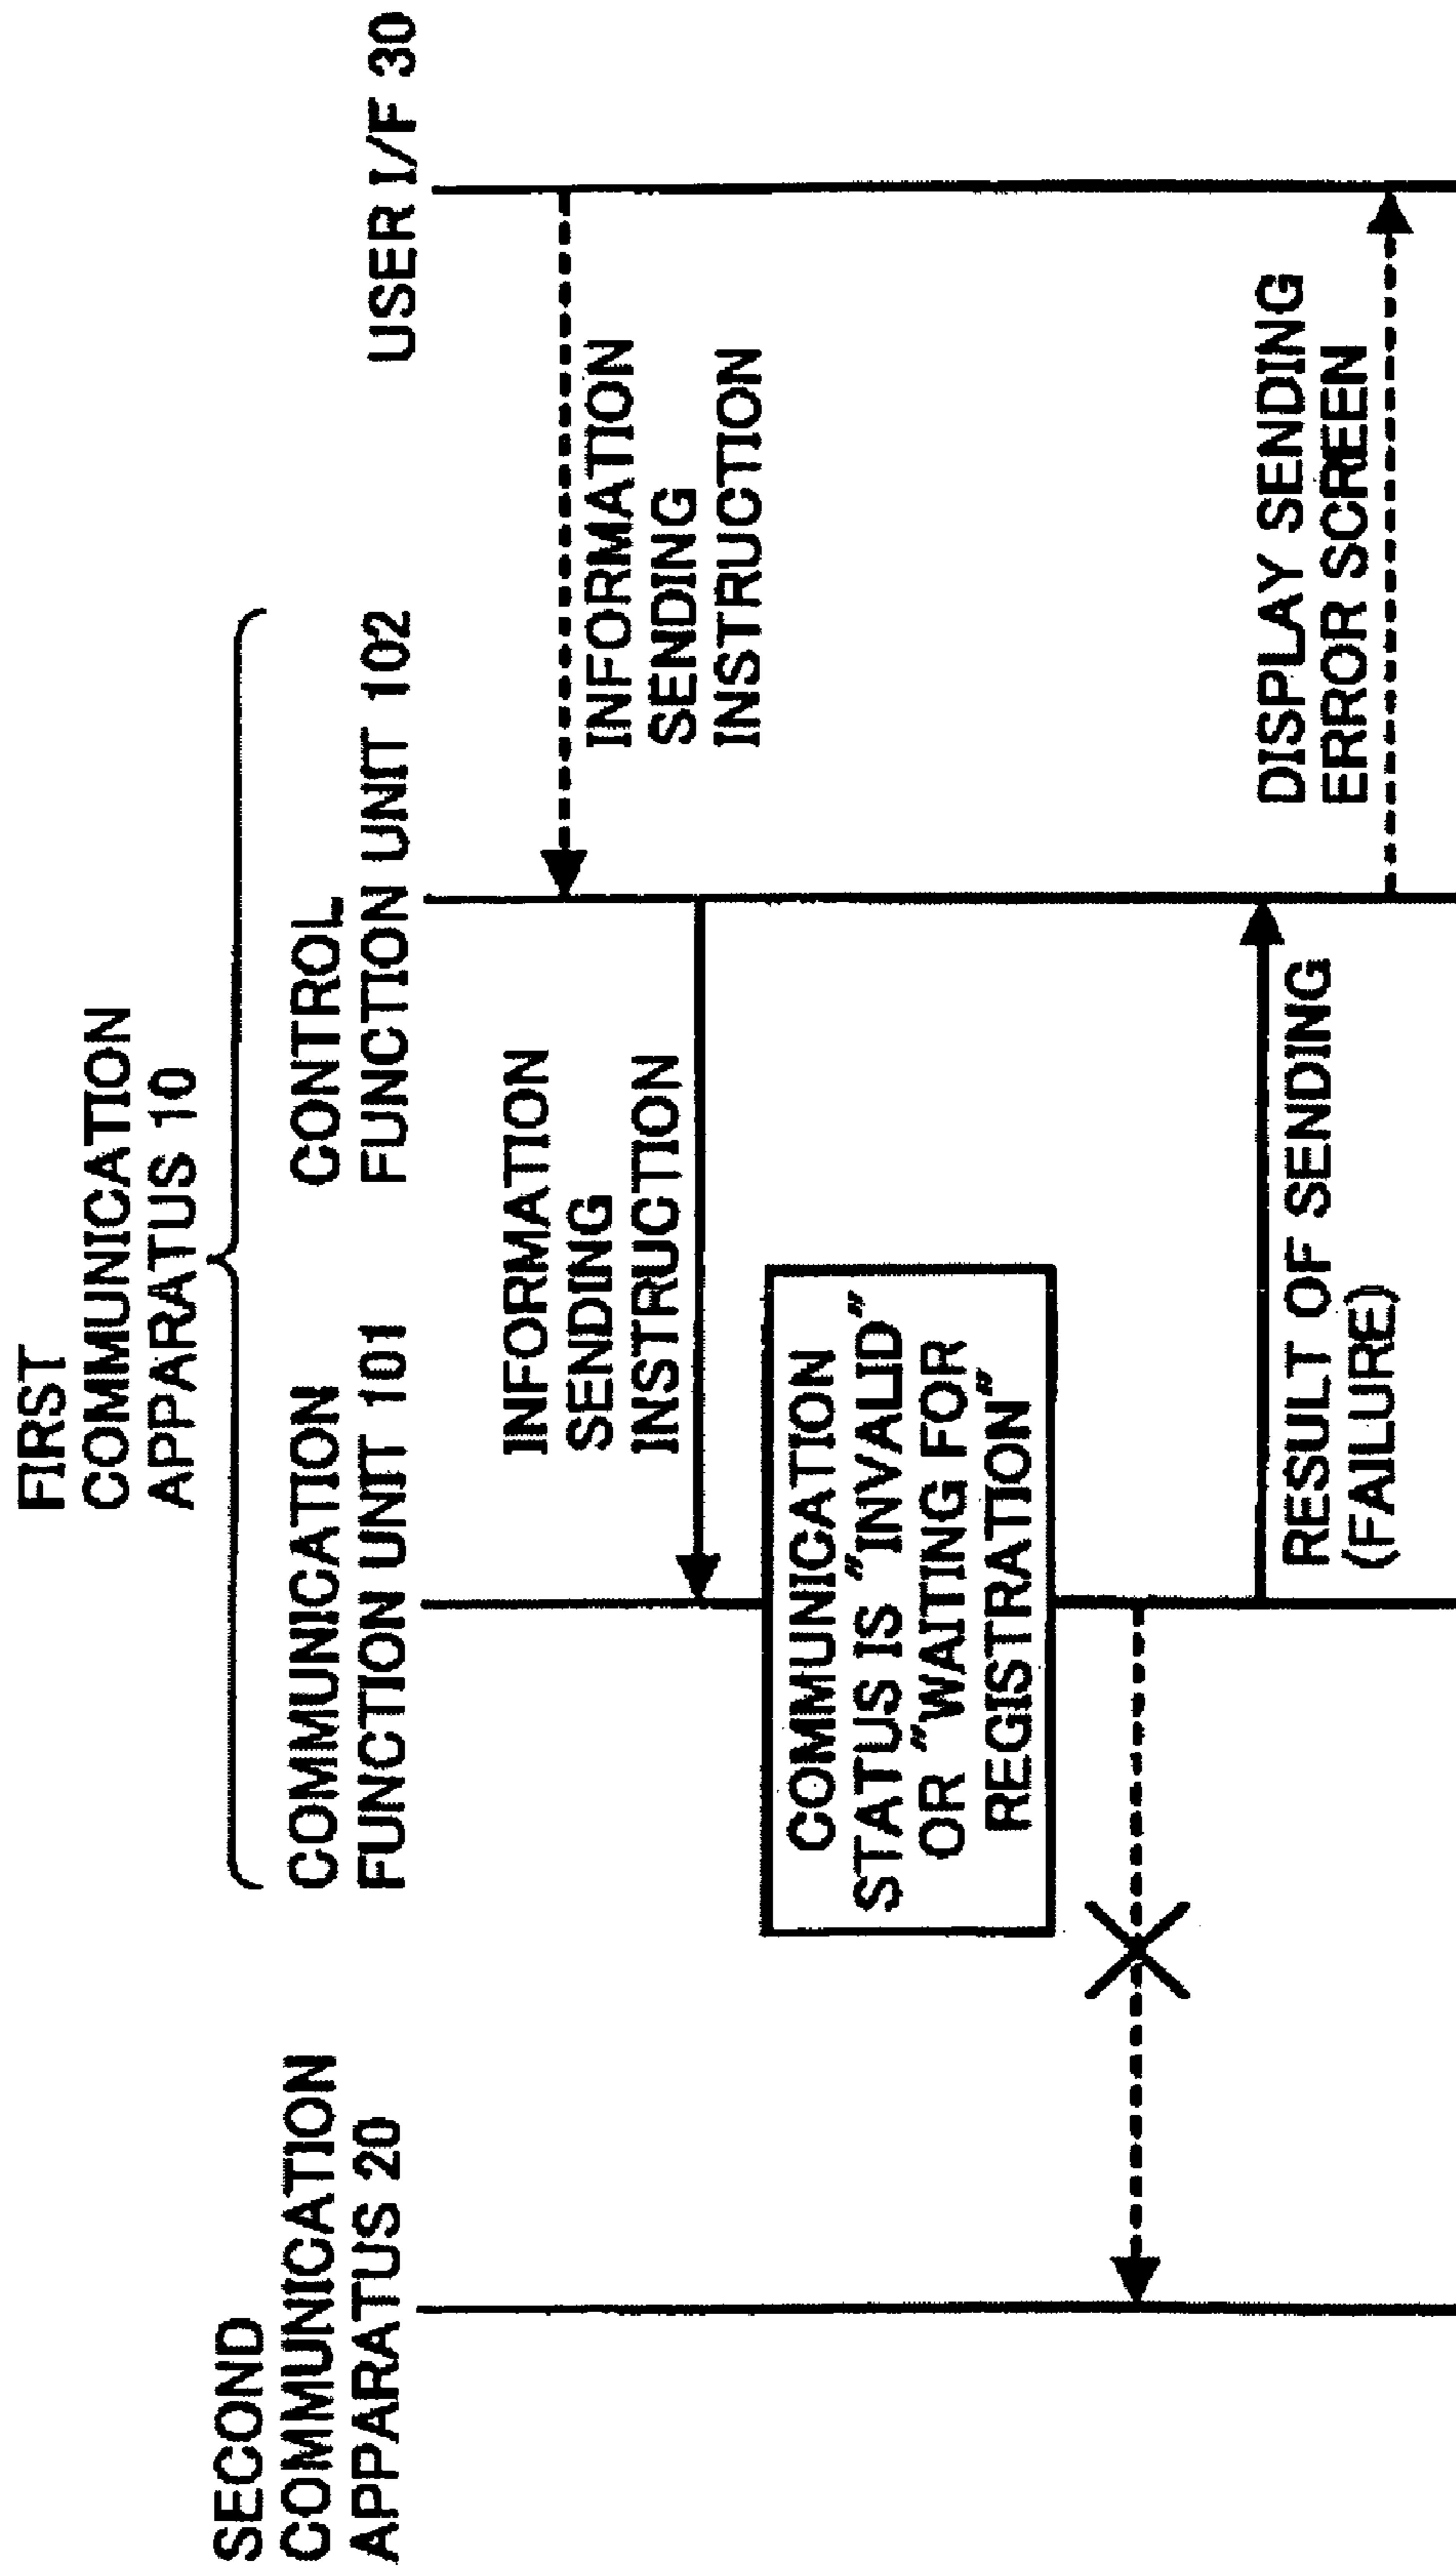 FIRST
COMMUNICATION
APPARATUS 10
SECOND
COMMUNICATION
APPARATUS 20
COMMUNICATION
FUNCTION UNIT 101
CONTROL
FUNCTION UNIT 102
USER I/F 30
INFORMATION
SENDING
INSTRUCTION
INFORMATION
SENDING
INSTRUCTION
COMMUNICATION
STATUS IS "INVALID"
OR "WAITING FOR
REGISTRATION"
RESULT OF SENDING
(FAILURE)
DISPLAY SENDING
ERROR SCREEN